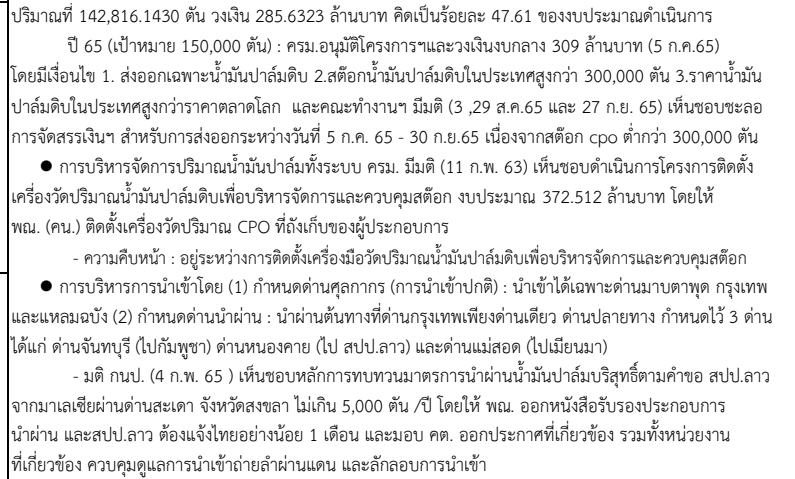 ปริมาณที่ 142,816.1430 ตัน วงเงิน 285.6323 ล้านบาท คิดเป็นร้อยละ 47.61 ของงบประมาณดำเนินการ
ปี 65 (เป้าหมาย 150,000 ตัน) : ครม.อนุมัติโครงการฯและวงเงินงบกลาง 309 ล้านบาท (5 ก.ค.65)
โดยมีเงื่อนไข 1. ส่งออกเฉพาะน้ำมันปาล์มดิบ 2.สต๊อกน้ำมันปาล์มดิบในประเทศสูงกว่า 300,000 ตัน 3.ราคาน้ำมัน
ปาล์มดิบในประเทศสูงกว่าราคาตลาดโลก และคณะทำงานฯ มีมติ (3 ,29 ส.ค.65 และ 27 ก.ย. 65) เห็นชอบชะลอ
การจัดสรรเงินฯ สำหรับการส่งออกระหว่างวันที่ 5 ก.ค. 65 - 30 ก.ย.65 เนื่องจากสต๊อก cpo ต่ำกว่า 300,000 ตัน
● การบริหารจัดการปริมาณน้ำมันปาล์มทั้งระบบ ครม. มีมติ (11 ก.พ. 63) เห็นชอบดำเนินการโครงการติดตั้ง
เครื่องวัดปริมาณน้ำมันปาล์มดิบเพื่อบริหารจัดการและควบคุมสต๊อก งบประมาณ 372.512 ล้านบาท โดยให้
พณ. (คน.) ติดตั้งเครื่องวัดปริมาณ CPO ที่ถังเก็บของผู้ประกอบการ
- ความคืบหน้า : อยู่ระหว่างการติดตั้งเครื่องมือวัดปริมาณน้ำมันปาล์มดิบเพื่อบริหารจัดการและควบคุมสต๊อก
● การบริหารการนำเข้าโดย (1) กำหนดด่านศุลกากร (การนำเข้าปกติ) : นำเข้าได้เฉพาะด่านมาบตาพุด กรุงเทพ
และแหลมฉบัง (2) กำหนดด่านนำผ่าน : นำผ่านต้นทางที่ด่านกรุงเทพเพียงด่านเดียว ด่านปลายทาง กำหนดไว้ 3 ด่าน
ได้แก่ ด่านจันทบุรี (ไปกัมพูชา) ด่านหนองคาย (ไป สปป.ลาว) และด่านแม่สอด (ไปเมียนมา)
- มติ กนป. (4 ก.พ. 65 ) เห็นชอบหลักการทบทวนมาตรการนำผ่านน้ำมันปาล์มบริสุทธิ์ตามคำขอ สปป.ลาว
จากมาเลเซียผ่านด่านสะเดา จังหวัดสงขลา ไม่เกิน 5,000 ตัน /ปี โดยให้ พณ. ออกหนังสือรับรองประกอบการ
นำผ่าน และสปป.ลาว ต้องแจ้งไทยอย่างน้อย 1 เดือน และมอบ คต. ออกประกาศที่เกี่ยวข้อง รวมทั้งหน่วยงาน
ที่เกี่ยวข้อง ควบคุมดูแลการนำเข้าถ่ายลำผ่านแดน และลักลอบการนำเข้า